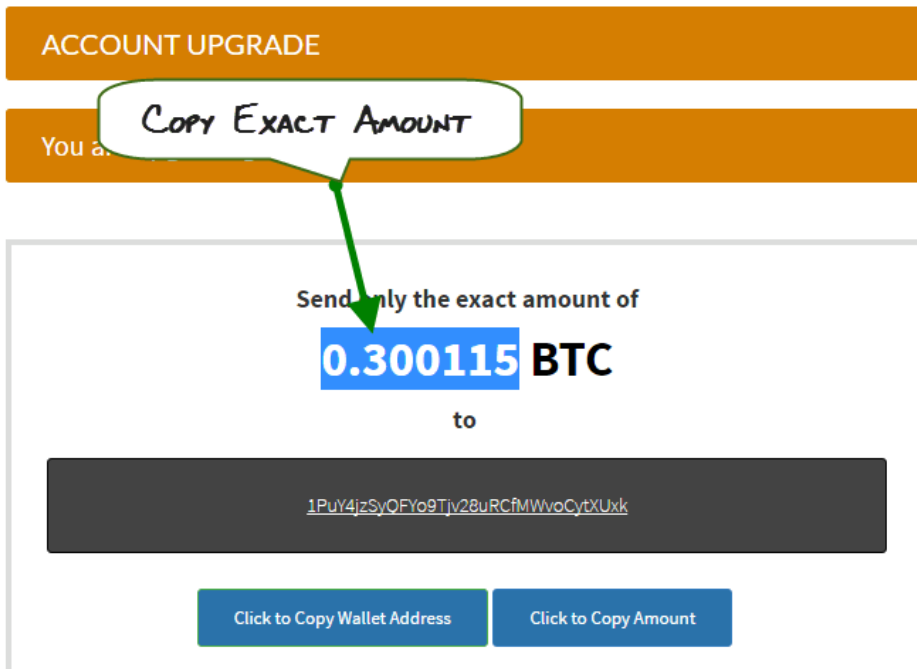 ACCOUNT UPGRADE
COPY EXACT AMOUNT
You
Send only the exact amount of
0.300115 BTC
to
1PuY4jzSyQFYo9Tjv28uRCfMWvoCytXUxk
Click to Copy Wallet Address
Click to Copy Amount